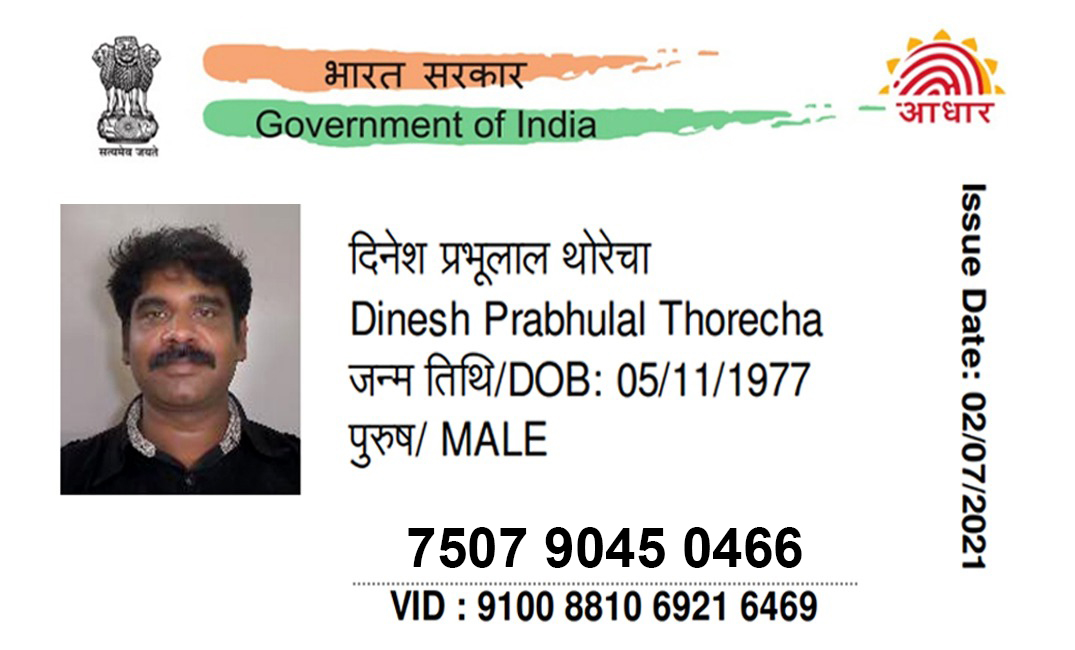 भारत सरकार
Government of India
सत्यमेव जयते
आधार
दिनेश प्रभूलाल थोरेचा
Dinesh Prabhulal Thorecha
जन्म तिथि/DOB: 05/11/1977
पुरुष/ MALE
7507 9045 0466
VID : 9100 8810 6921 6469
Issue Date: 02/07/2021